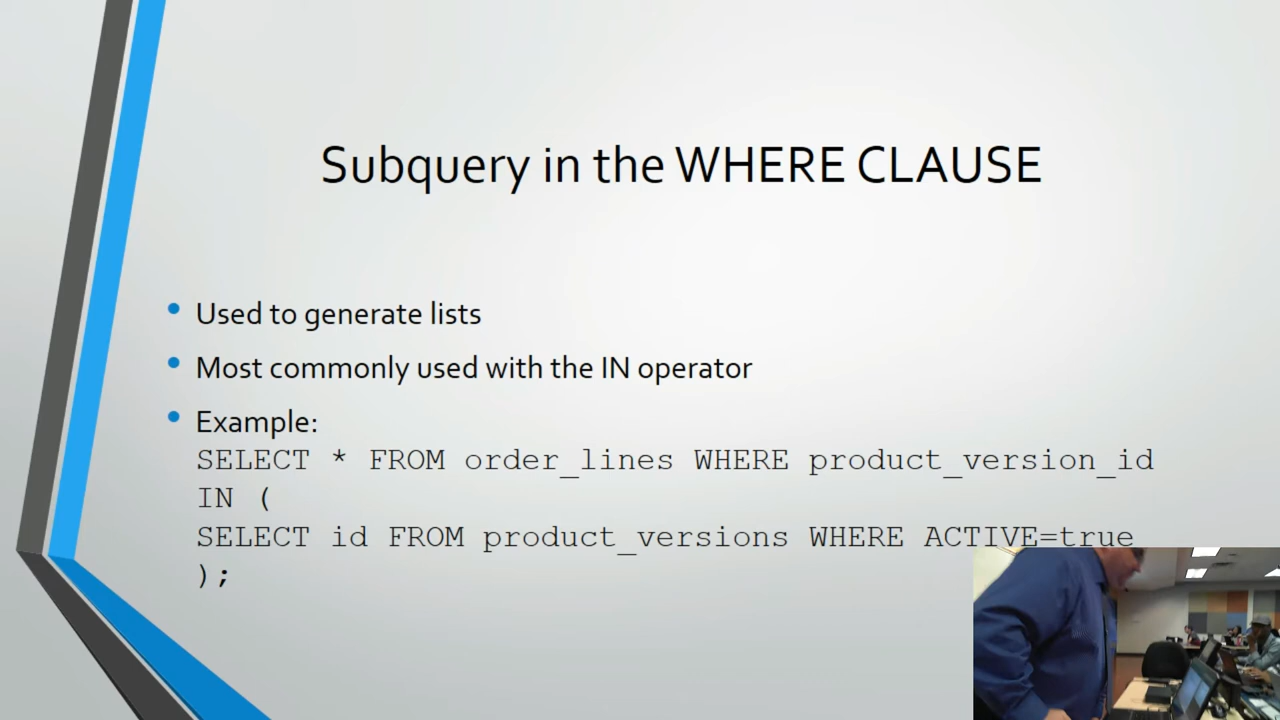 Subquery in the WHERE CLAUSE
Used to generate lists
Most commonly used with the IN operator
Example:
SELECT * FROM order_lines WHERE product_version_id
IN (
SELECT id FROM product_versions WHERE ACTIVE=true
);